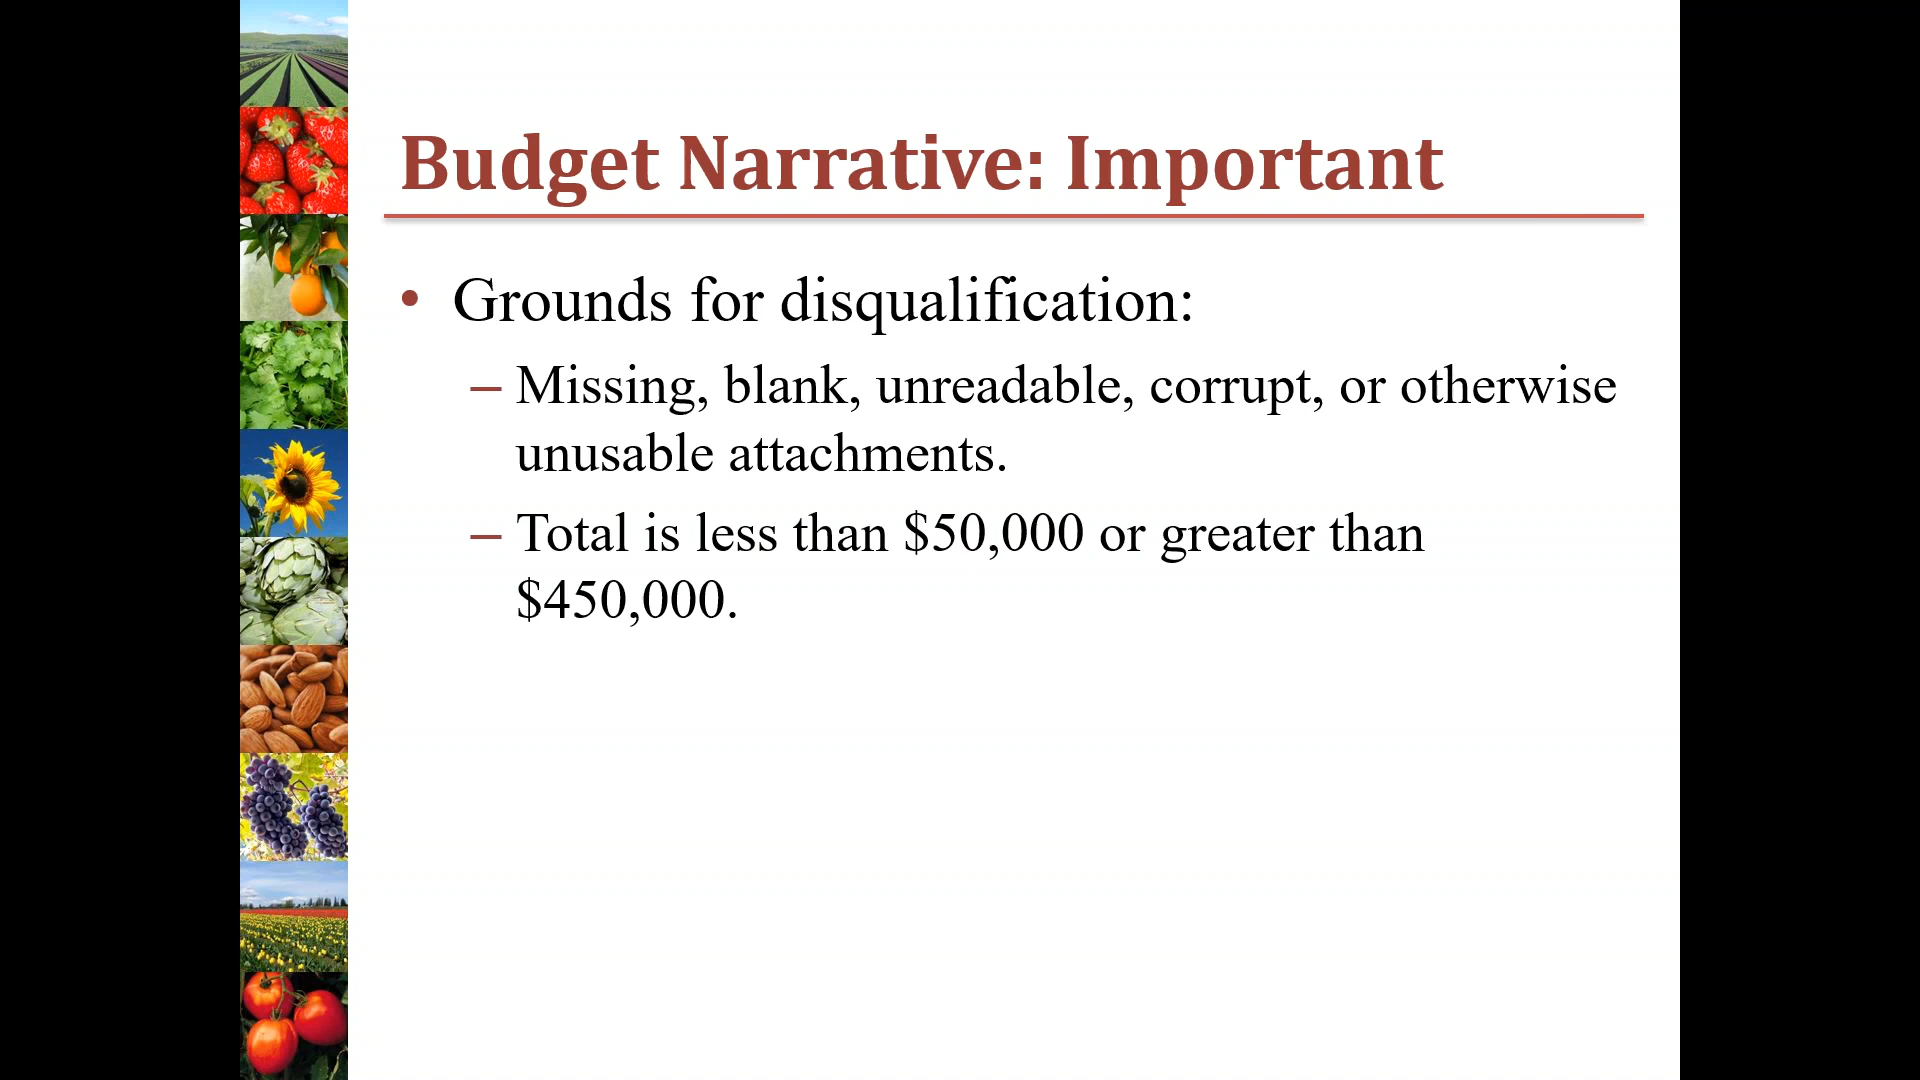 Budget Narrative: Important
• Grounds for disqualification:
– Missing, blank, unreadable, corrupt, or otherwise
unusable attachments.
– Total is less than $50,000 or greater than
$450,000.